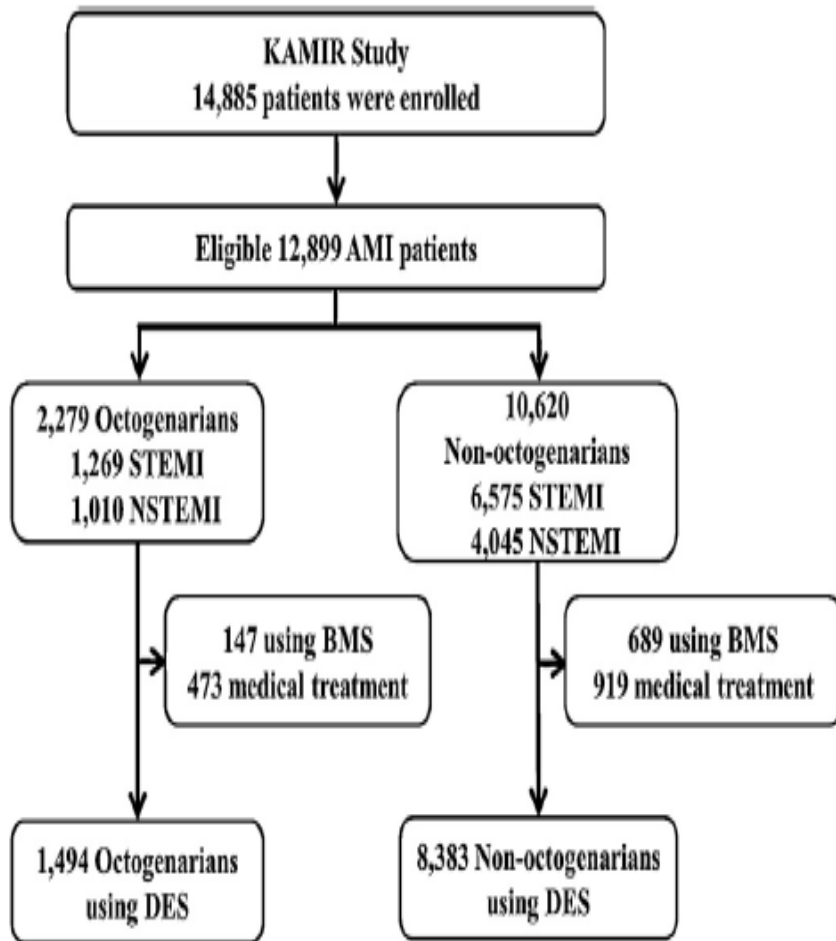 KAMIR Study
14,885 patients were enrolled
Eligible 12,899 AMI patients
2,279 Octogenarians
1,269 STEMI
1,010 NSTEMI
10,620
Non-octogenarians
6,575 STEMI
4,045 NSTEMI
147 using BMS
473 medical treatment
689 using BMS
919 medical treatment
1,494 Octogenarians
using DES
8,383 Non-octogenarians
using DES